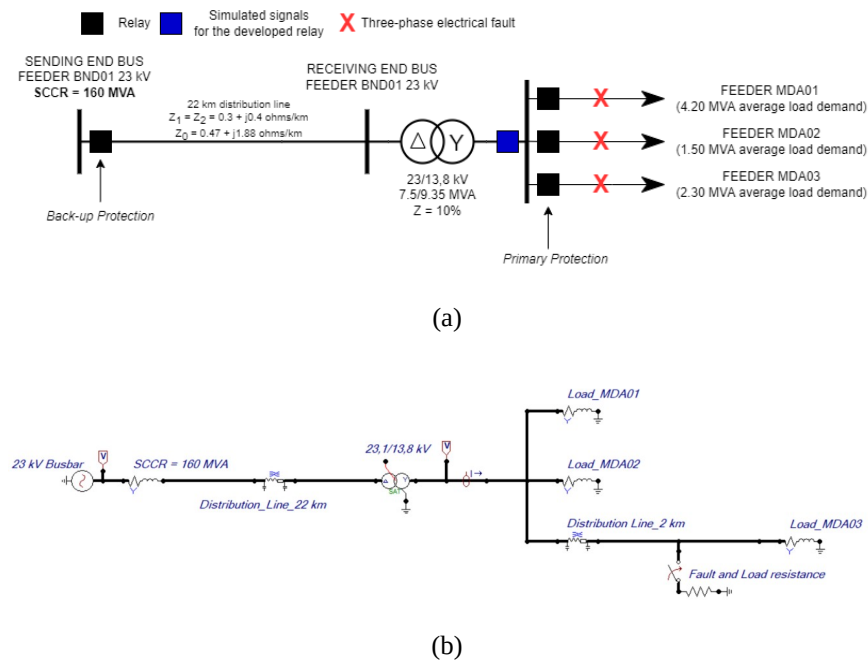 Relay
Simulated signals
for the developed relay
X Three-phase electrical fault
SENDING END BUS
FEEDER BND01 23 kV
SCCR = 160 MVA
RECEIVING END BUS
FEEDER BND01 23 kV
22 km distribution line
Z1 = Z2 = 0.3 + j0.4 ohms/km
Z0 = 0.47 + j1.88 ohms/km
Δ Y
23/13,8 kV
7.5/9.35 MVA
Z = 10%
X
FEEDER MDA01
(4.20 MVA average load demand)
X
FEEDER MDA02
(1.50 MVA average load demand)
X
FEEDER MDA03
(2.30 MVA average load demand)
Back-up Protection
Primary Protection
(a)
Load_MDA01
23 kV Busbar
V
SCCR = 160 MVA
Y
Distribution_Line_22 km
23,1/13,8 kV
Δ Y
SAT
V
I
Y
Load_MDA02
Y
Distribution Line_2 km
Load_MDA03
Y
Fault and Load resistance
(b)